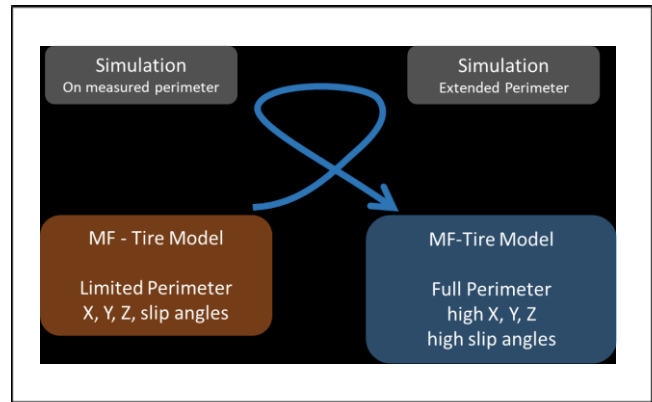 Simulation
On measured perimeter
Simulation
Extended Perimeter
MF - Tire Model
Limited Perimeter
X, Y, Z, slip angles
MF-Tire Model
Full Perimeter
high X, Y, Z
high slip angles